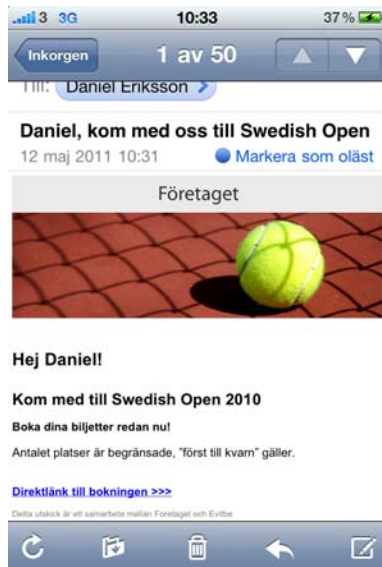 3 3G 10:33 37 %
Inkorgen 1 av 50
Till: Daniel Eriksson
Daniel, kom med oss till Swedish Open
12 maj 2011 10:31 Markera som oläst
Företaget
Hej Daniel!
Kom med till Swedish Open 2010
Boka dina biljetter redan nu!
Antalet platser är begränsade, "först till kvarn" gäller.
Direktlänk till bokningen >>>
Detta utskick är ett samarbete mellan Företaget och Evitbe